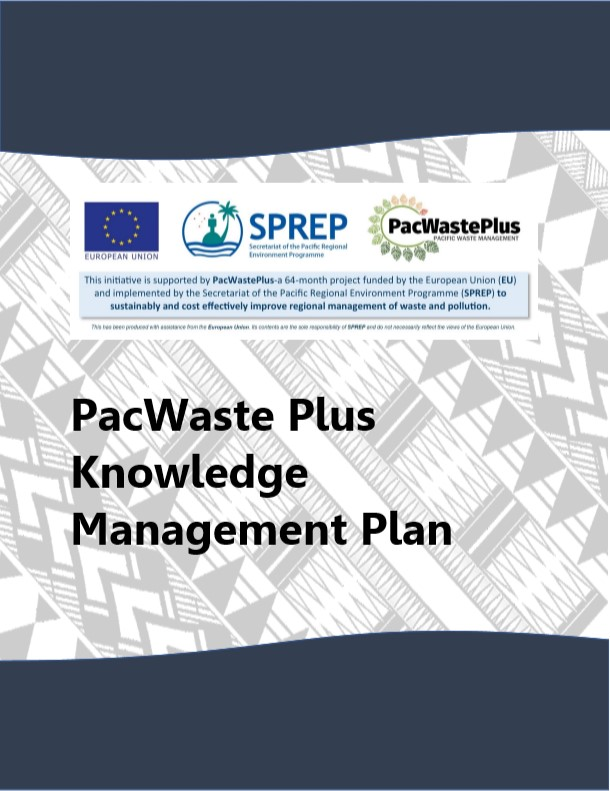 EUROPEAN UNION
SPREP
Secretariat of the Pacific Regional
Environment Programme
PacWastePlus
PACIFIC WASTE MANAGEMENT
This initiative is supported by PacWastePlus-a 64-month project funded by the European Union (EU)
and implemented by the Secretariat of the Pacific Regional Environment Programme (SPREP) to
sustainably and cost effectively improve regional management of waste and pollution.
This has been produced with assistance from the European Union. Its contents are the sole responsibility of SPREP and do not necessarily reflect the views of the European Union.
PacWaste Plus
Knowledge
Management Plan